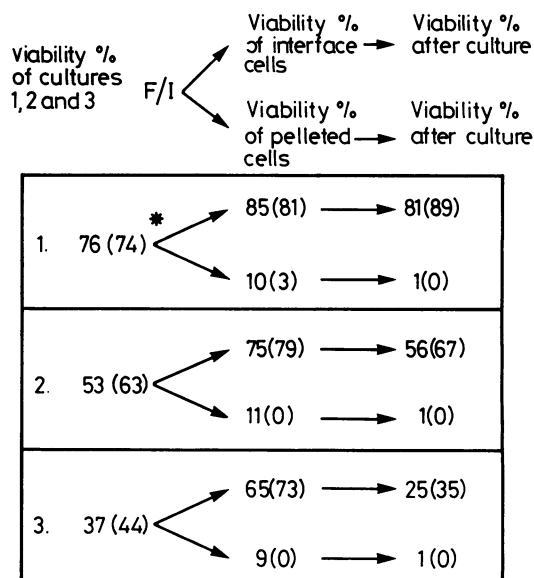 Viability %
of cultures
1,2 and 3
F/I
Viability %
of interface
cells
Viability %
after culture
Viability %
of pelleted
cells
Viability %
after culture
*
1. 76 (74)
85(81) 81(89)
10(3) 1(0)
2. 53 (63)
75(79) 56(67)
11(0) 1(0)
3. 37 (44)
65(73) 25(35)
9(0) 1(0)